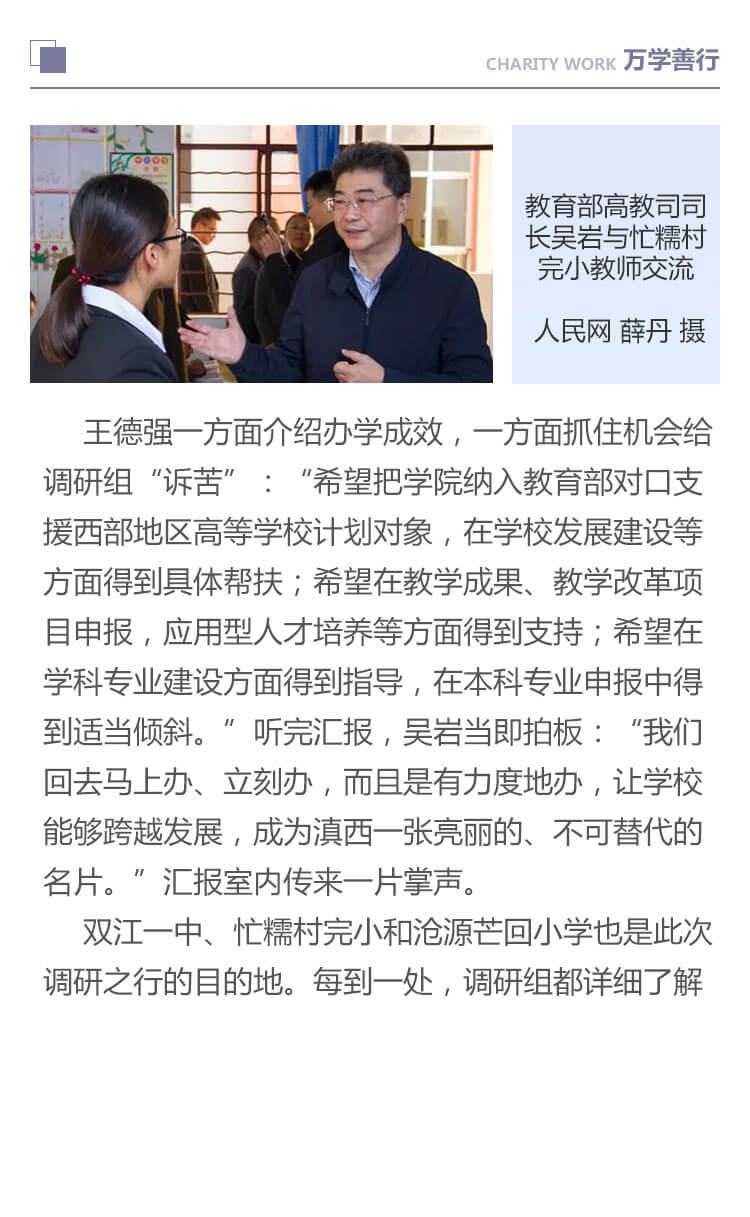 CHARITY WORK 万学善行
教育部高教司司
长吴岩与忙糯村
完小教师交流
人民网 薛丹 摄
王德强一方面介绍办学成效，一方面抓住机会给
调研组“诉苦”：“希望把学院纳入教育部对口支
援西部地区高等学校计划对象，在学校发展建设等
方面得到具体帮扶；希望在教学成果、教学改革项
目申报，应用型人才培养等方面得到支持；希望在
学科专业建设方面得到指导，在本科专业申报中得
到适当倾斜。”听完汇报，吴岩当即拍板：“我们
回去马上办、立刻办，而且是有力度地办，让学校
能够跨越发展，成为滇西一张亮丽的、不可替代的
名片。”汇报室内传来一片掌声。
双江一中、忙糯村完小和沧源芒回小学也是此次
调研之行的目的地。每到一处，调研组都详细了解